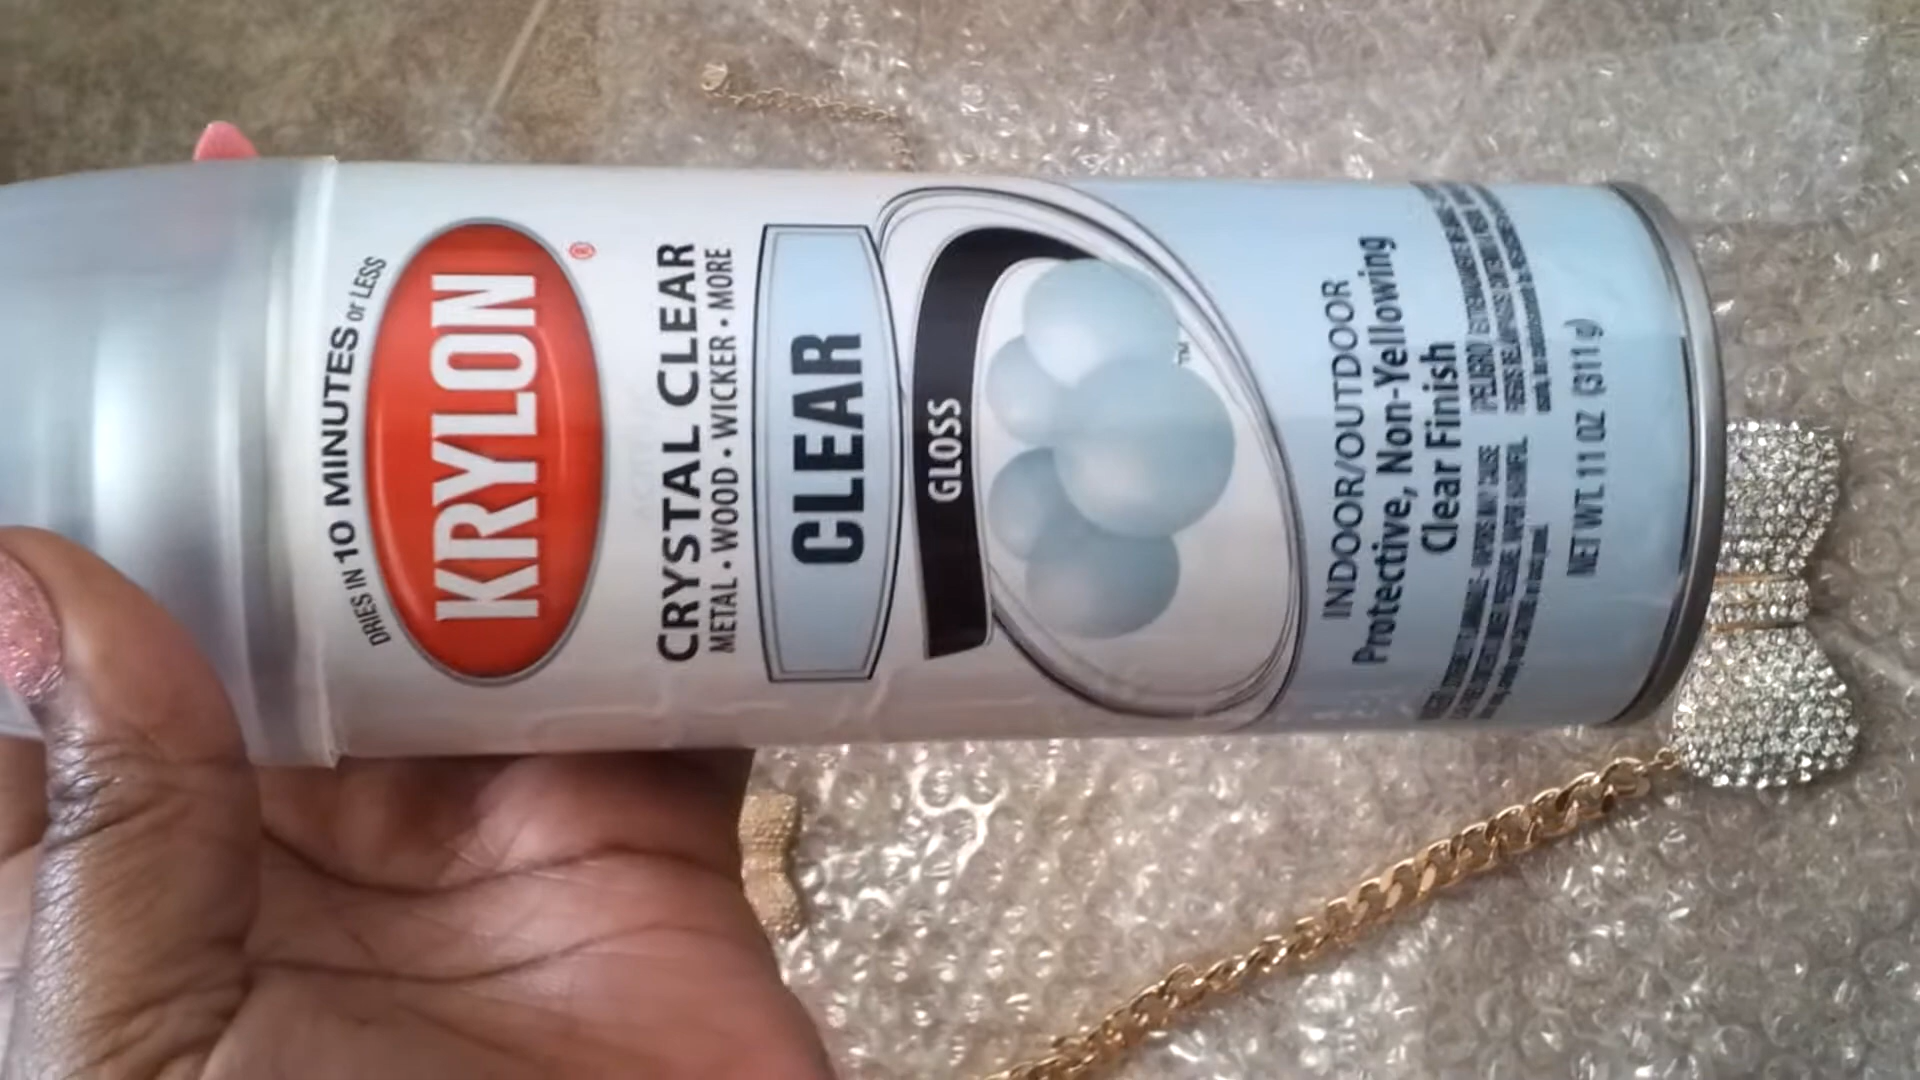 DRIES IN 10 MINUTES or LESS
KRYLON®
CRYSTAL CLEAR
METAL • WOOD • WICKER • MORE
CLEAR
GLOSS
™
INDOOR/OUTDOOR
Protective, Non-Yellowing
Clear Finish
NET WT. 11 OZ (311 g)